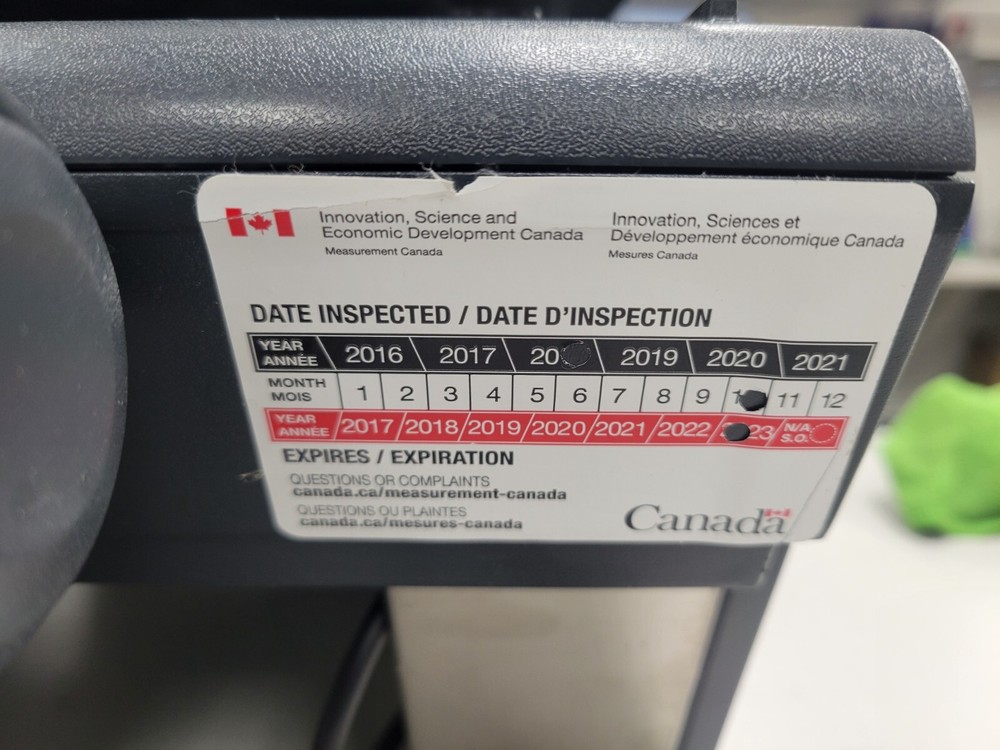 Innovation, Science and
Economic Development Canada
Measurement Canada
Innovation, Sciences et
Développement économique Canada
Mesures Canada
DATE INSPECTED / DATE D'INSPECTION
YEAR
ANNÉE
2016 2017 20 2019 2020 2021
MONTH
MOIS
1 2 3 4 5 6 7 8 9 1 11 12
YEAR
ANNÉE
2017 2018 2019 2020 2021 2022 23 N/A
S.O.
EXPIRES / EXPIRATION
QUESTIONS OR COMPLAINTS
canada.ca/measurement-canada
QUESTIONS OU PLAINTES
canada.ca/mesures-canada
Canada